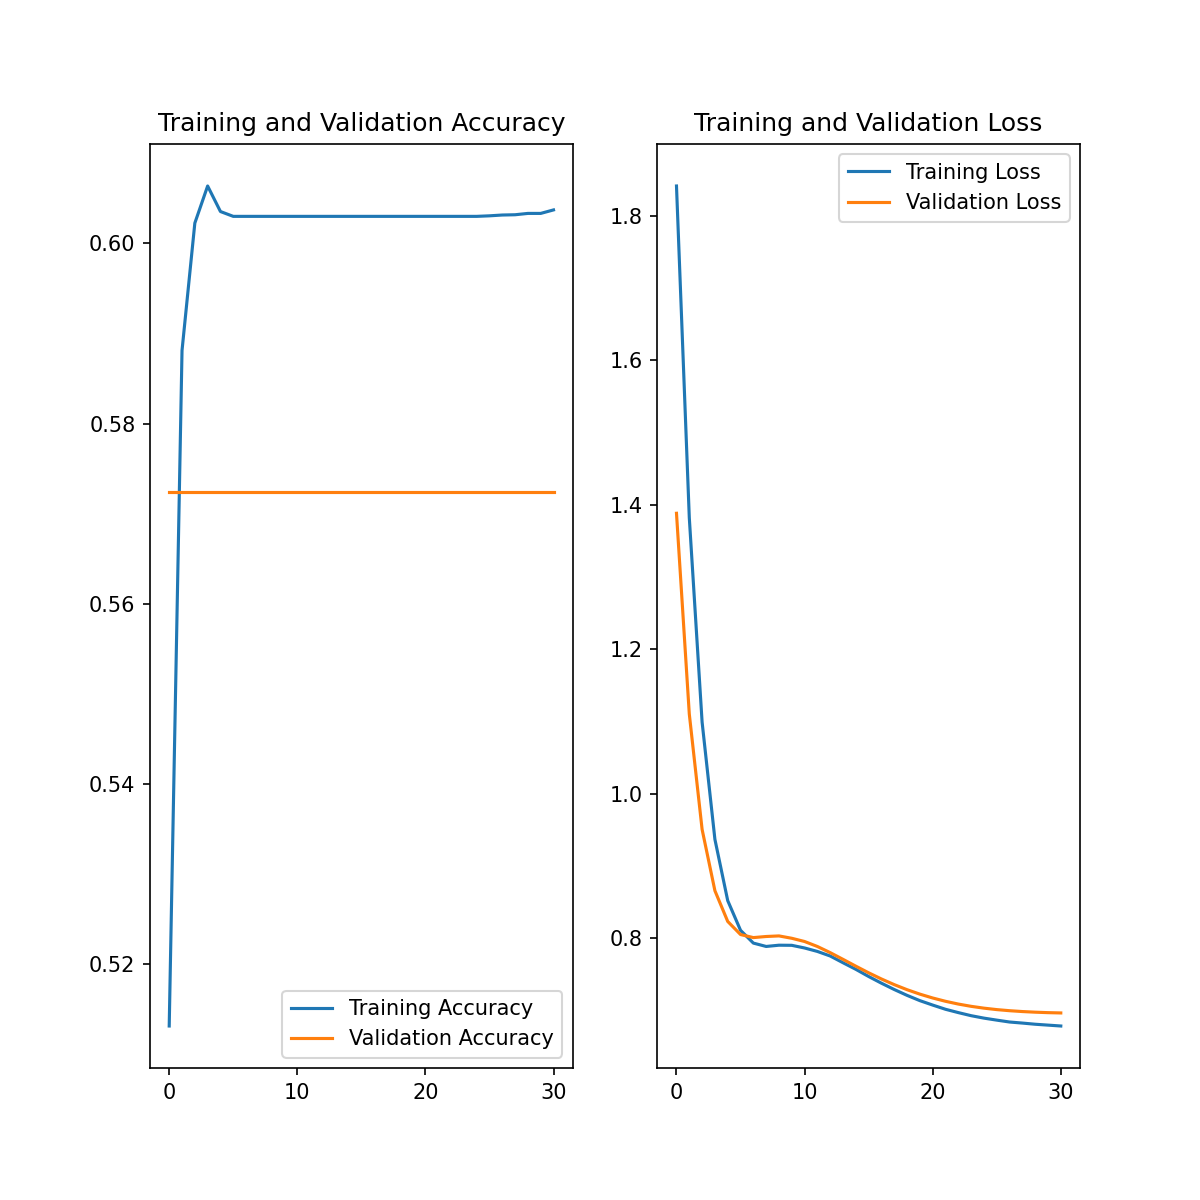 Training and Validation Accuracy
0.60
0.58
0.56
0.54
0.52
Training Accuracy
Validation Accuracy
0 10 20 30
Training and Validation Loss
Training Loss
Validation Loss
1.8
1.6
1.4
1.2
1.0
0.8
0 10 20 30